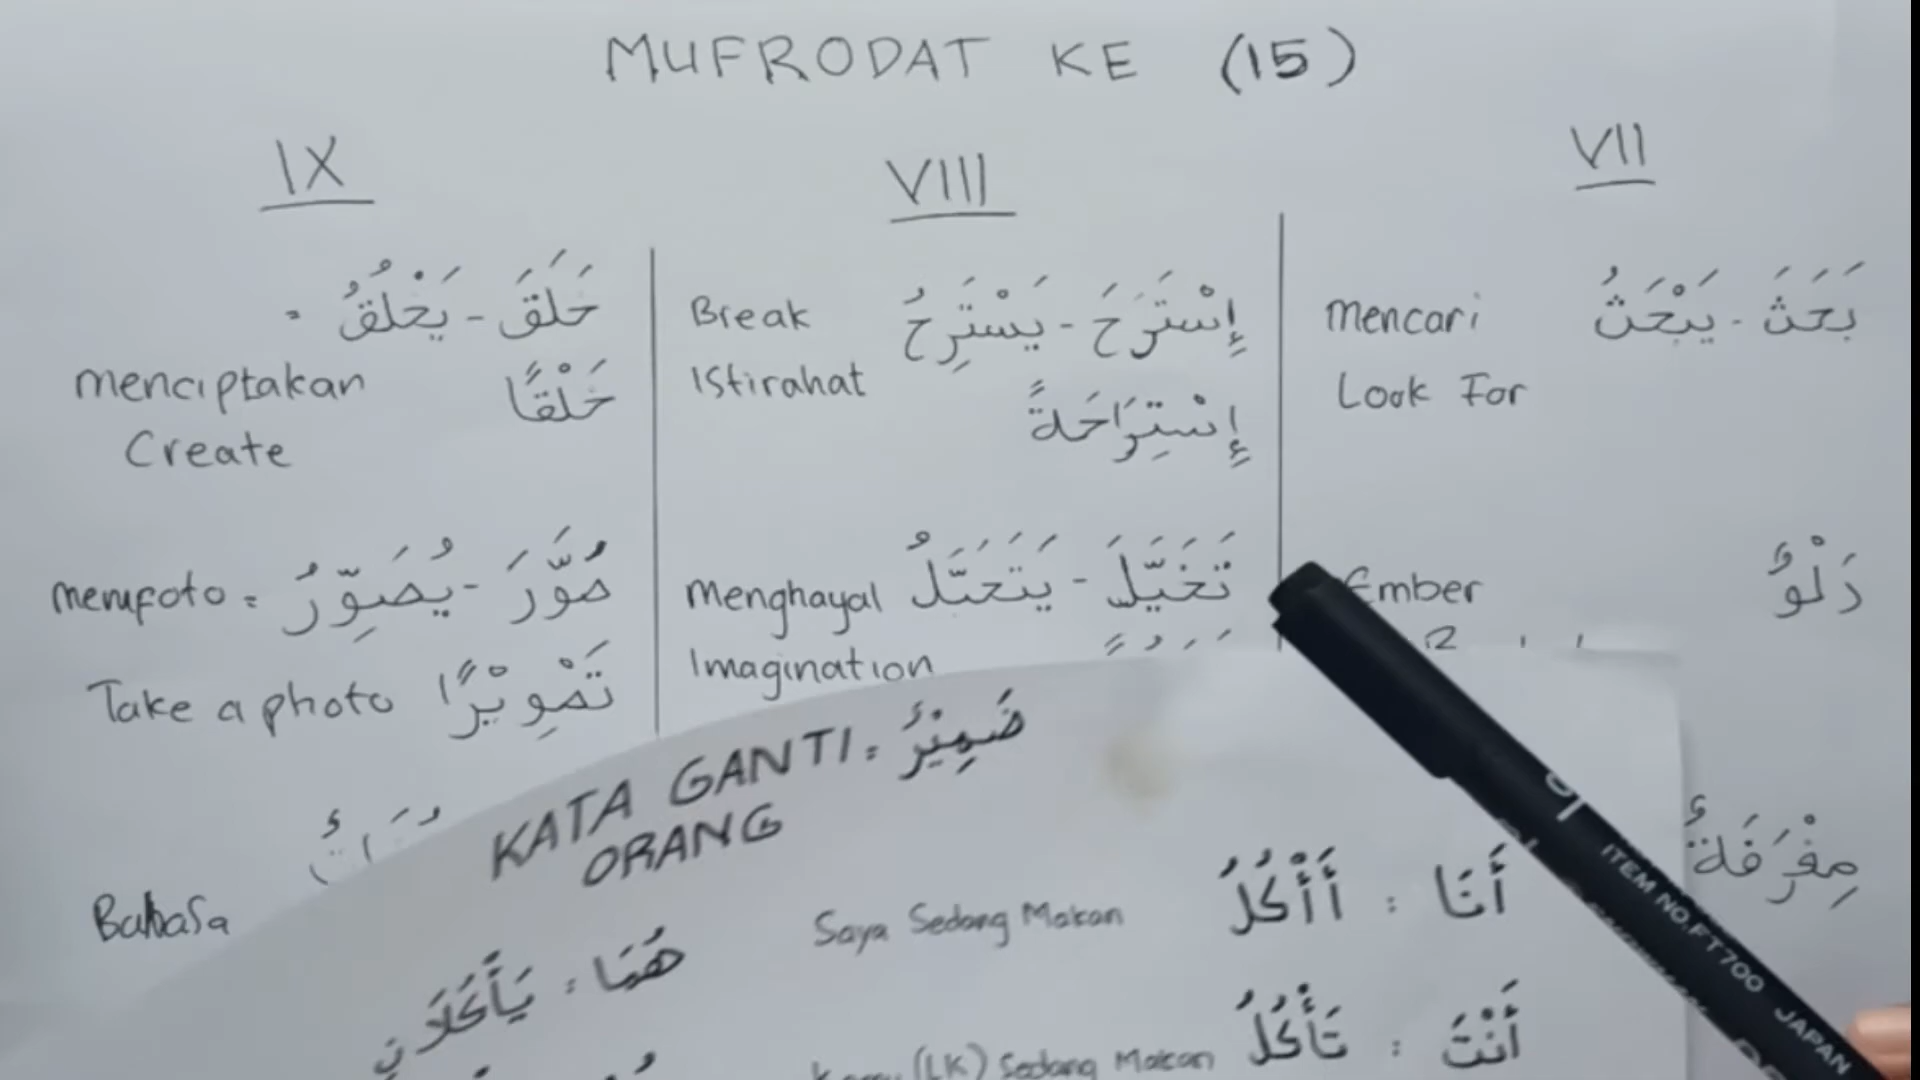 MUFRODAT KE (15)
IX
خَلَقَ - يَخْلُقُ =
menciptakan خَلْقًا
Create
memfoto = صَوَّرَ - يُصَوِّرُ
Take a photo تَصْوِيْرًا
Bahasa
VIII
Break إِسْتَرَحَ - يَسْتَرِحُ
Istirahat
إِسْتِرَاحَةً
Menghayal تَخَيَّلَ - يَتَخَيَّلُ
Imagination
VII
Mencari بَحَثَ - يَبْحَثُ
Look For
Ember دَلْوٌ
مِغْرَفَةٌ
KATA GANTI = ضَمِيْرٌ
ORANG
Saya Sedang Makan أَنَا : أَأْكُلُ
هُمَا : يَأْكُلَانِ
(LK) Sedang Makan أَنْتَ : تَأْكُلُ
ITEM NO.FT700 JAPAN